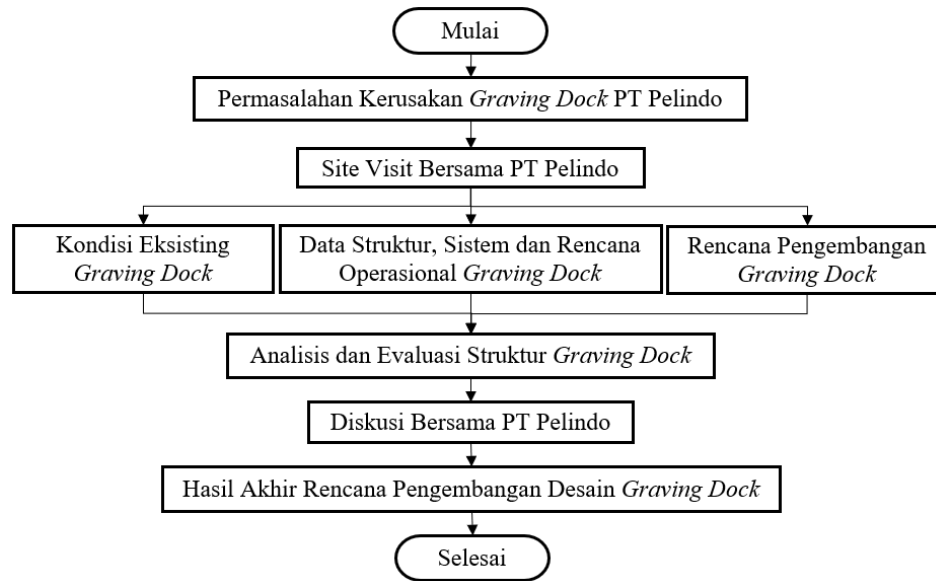 Mulai
Permasalahan Kerusakan Graving Dock PT Pelindo
Site Visit Bersama PT Pelindo
Kondisi Eksisting
Graving Dock
Data Struktur, Sistem dan Rencana
Operasional Graving Dock
Rencana Pengembangan
Graving Dock
Analisis dan Evaluasi Struktur Graving Dock
Diskusi Bersama PT Pelindo
Hasil Akhir Rencana Pengembangan Desain Graving Dock
Selesai